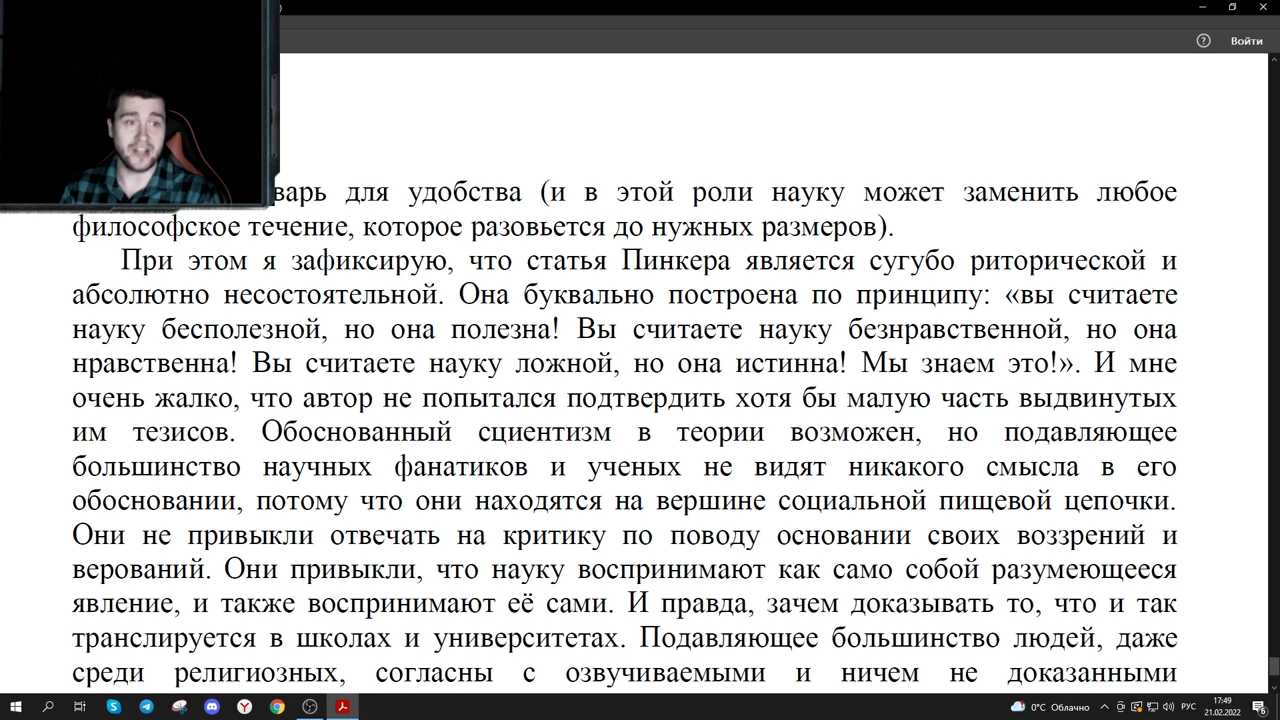 Войти
варь для удобства (и в этой роли науку может заменить любое
философское течение, которое разовьется до нужных размеров).
При этом я зафиксирую, что статья Пинкера является сугубо риторической и
абсолютно несостоятельной. Она буквально построена по принципу: «вы считаете
науку бесполезной, но она полезна! Вы считаете науку безнравственной, но она
нравственна! Вы считаете науку ложной, но она истинна! Мы знаем это!». И мне
очень жалко, что автор не попытался подтвердить хотя бы малую часть выдвинутых
им тезисов. Обоснованный сциентизм в теории возможен, но подавляющее
большинство научных фанатиков и ученых не видят никакого смысла в его
обосновании, потому что они находятся на вершине социальной пищевой цепочки.
Они не привыкли отвечать на критику по поводу основании своих воззрений и
верований. Они привыкли, что науку воспринимают как само собой разумеющееся
явление, и также воспринимают её сами. И правда, зачем доказывать то, что и так
транслируется в школах и университетах. Подавляющее большинство людей, даже
среди религиозных, согласны с озвучиваемыми и ничем не доказанными
0°C Облачно
РУС
17:49
21.02.2022
6